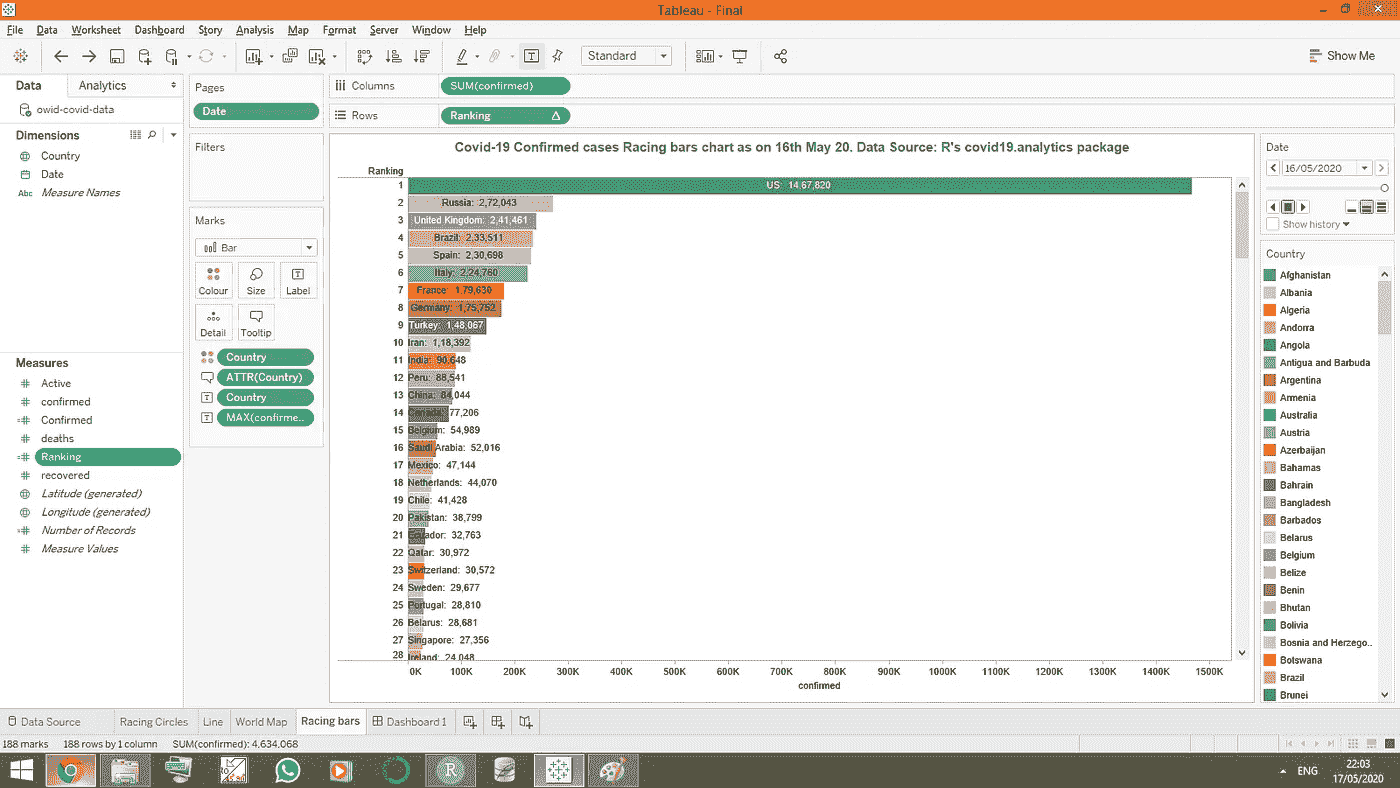 Tableau - Final
File Data Worksheet Dashboard Story Analysis Map Format Server Window Help
Standard
Show Me
Data Analytics
owid-covid-data
Dimensions
Country
Date
Abc Measure Names
Measures
Active
confirmed
Confirmed
deaths
Ranking
recovered
Latitude (generated)
Longitude (generated)
Number of Records
Measure Values
Pages
Date
Filters
Marks
Bar
Colour Size Label
Detail Tooltip
Country
ATTR(Country)
Country
MAX(confirme..
Columns SUM(confirmed)
Rows Ranking
Covid-19 Confirmed cases Racing bars chart as on 16th May 20. Data Source: R's covid19.analytics package
Ranking
1 US: 14,67,820
2 Russia: 2,72,043
3 United Kingdom: 2,41,461
4 Brazil: 2,33,511
5 Spain: 2,30,698
6 Italy: 2,24,760
7 France: 1,79,630
8 Germany: 1,75,752
9 Turkey: 1,48,067
10 Iran: 1,18,392
11 India: 90,648
12 Peru: 88,541
13 China: 84,044
14 Canada: 77,206
15 Belgium: 54,989
16 Saudi Arabia: 52,016
17 Mexico: 47,144
18 Netherlands: 44,070
19 Chile: 41,428
20 Pakistan: 38,799
21 Ecuador: 32,763
22 Qatar: 30,972
23 Switzerland: 30,572
24 Sweden: 29,677
25 Portugal: 28,810
26 Belarus: 28,681
27 Singapore: 27,356
28 Ireland: 24,048
0K 100K 200K 300K 400K 500K 600K 700K 800K 900K 1000K 1100K 1200K 1300K 1400K 1500K
confirmed
Date
16/05/2020
Show history
Country
Afghanistan
Albania
Algeria
Andorra
Angola
Antigua and Barbuda
Argentina
Armenia
Australia
Austria
Azerbaijan
Bahamas
Bahrain
Bangladesh
Barbados
Belarus
Belgium
Belize
Benin
Bhutan
Bolivia
Bosnia and Herzego..
Botswana
Brazil
Brunei
Data Source Racing Circles Line World Map Racing bars Dashboard 1
188 marks 188 rows by 1 column SUM(confirmed): 4,634,068
R
ENG
22:03
17/05/2020